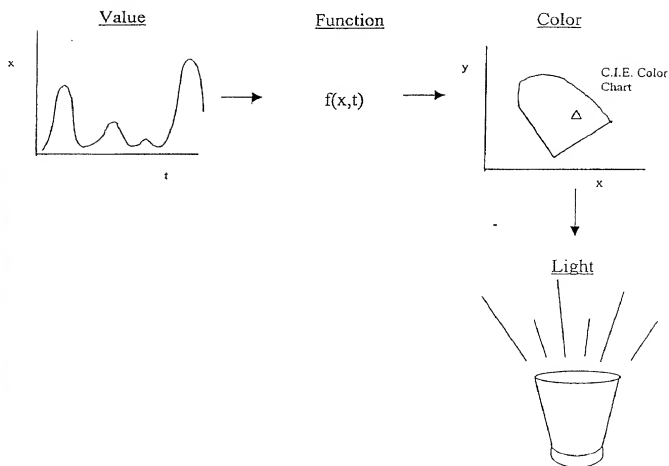 Value
Function
Color
x
t
f(x,t)
y
C.I.E. Color
Chart
x
Light